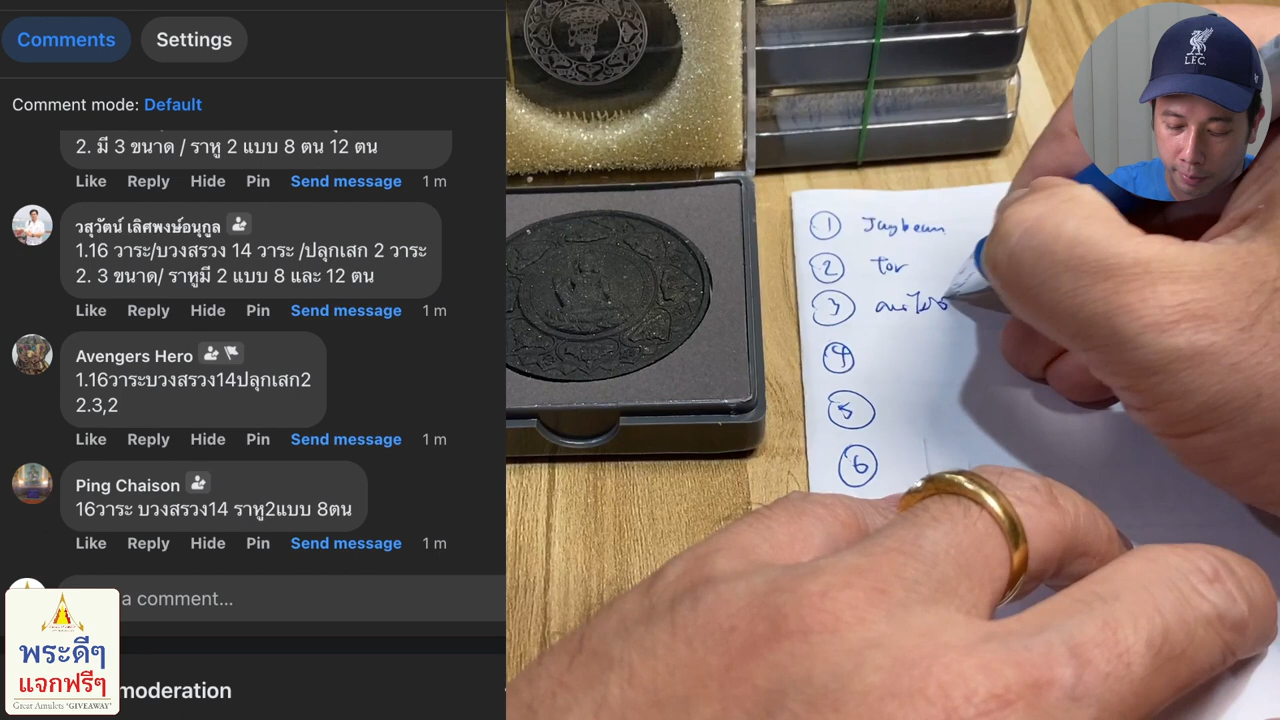 Comments
Settings
Comment mode: Default
2. มี 3 ขนาด / ราหู 2 แบบ 8 ตน 12 ตน
Like Reply Hide Pin Send message 1 m
วสุวัตน์ เลิศพงษ์อนุกูล
1.16 วาระ/บวงสรวง 14 วาระ /ปลุกเสก 2 วาระ
2. 3 ขนาด/ ราหูมี 2 แบบ 8 และ 12 ตน
Like Reply Hide Pin Send message 1 m
Avengers Hero
1.16วาระบวงสรวง14ปลุกเสก2
2.3,2
Like Reply Hide Pin Send message 1 m
Ping Chaison
16วาระ บวงสรวง14 ราหู2แบบ 8ตน
Like Reply Hide Pin Send message 1 m
a comment...
moderation
พระดีๆ
แจกฟรีๆ
Great Amulets 'GIVEAWAY'
L.F.C.
1 Jaybeam
2 tor
3
4
5
6